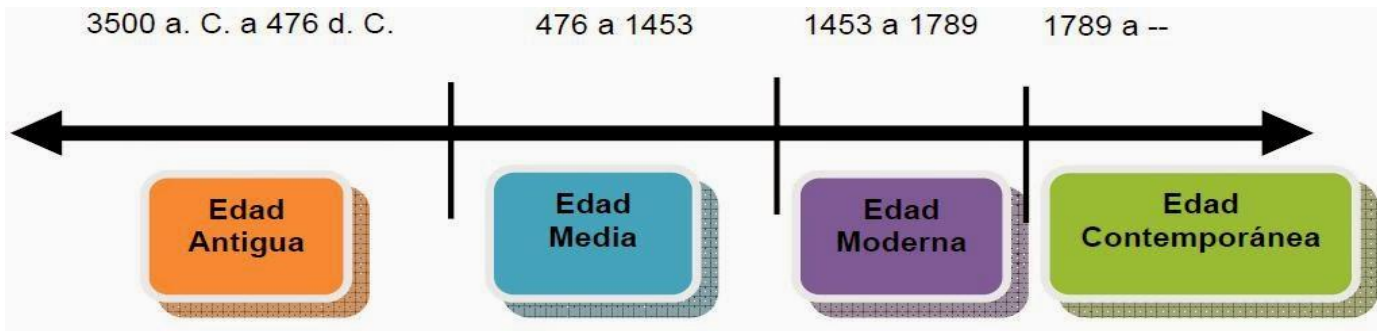 3500 a. C. a 476 d. C.
476 a 1453
1453 a 1789
1789 a --
Edad
Antigua
Edad
Media
Edad
Moderna
Edad
Contemporánea